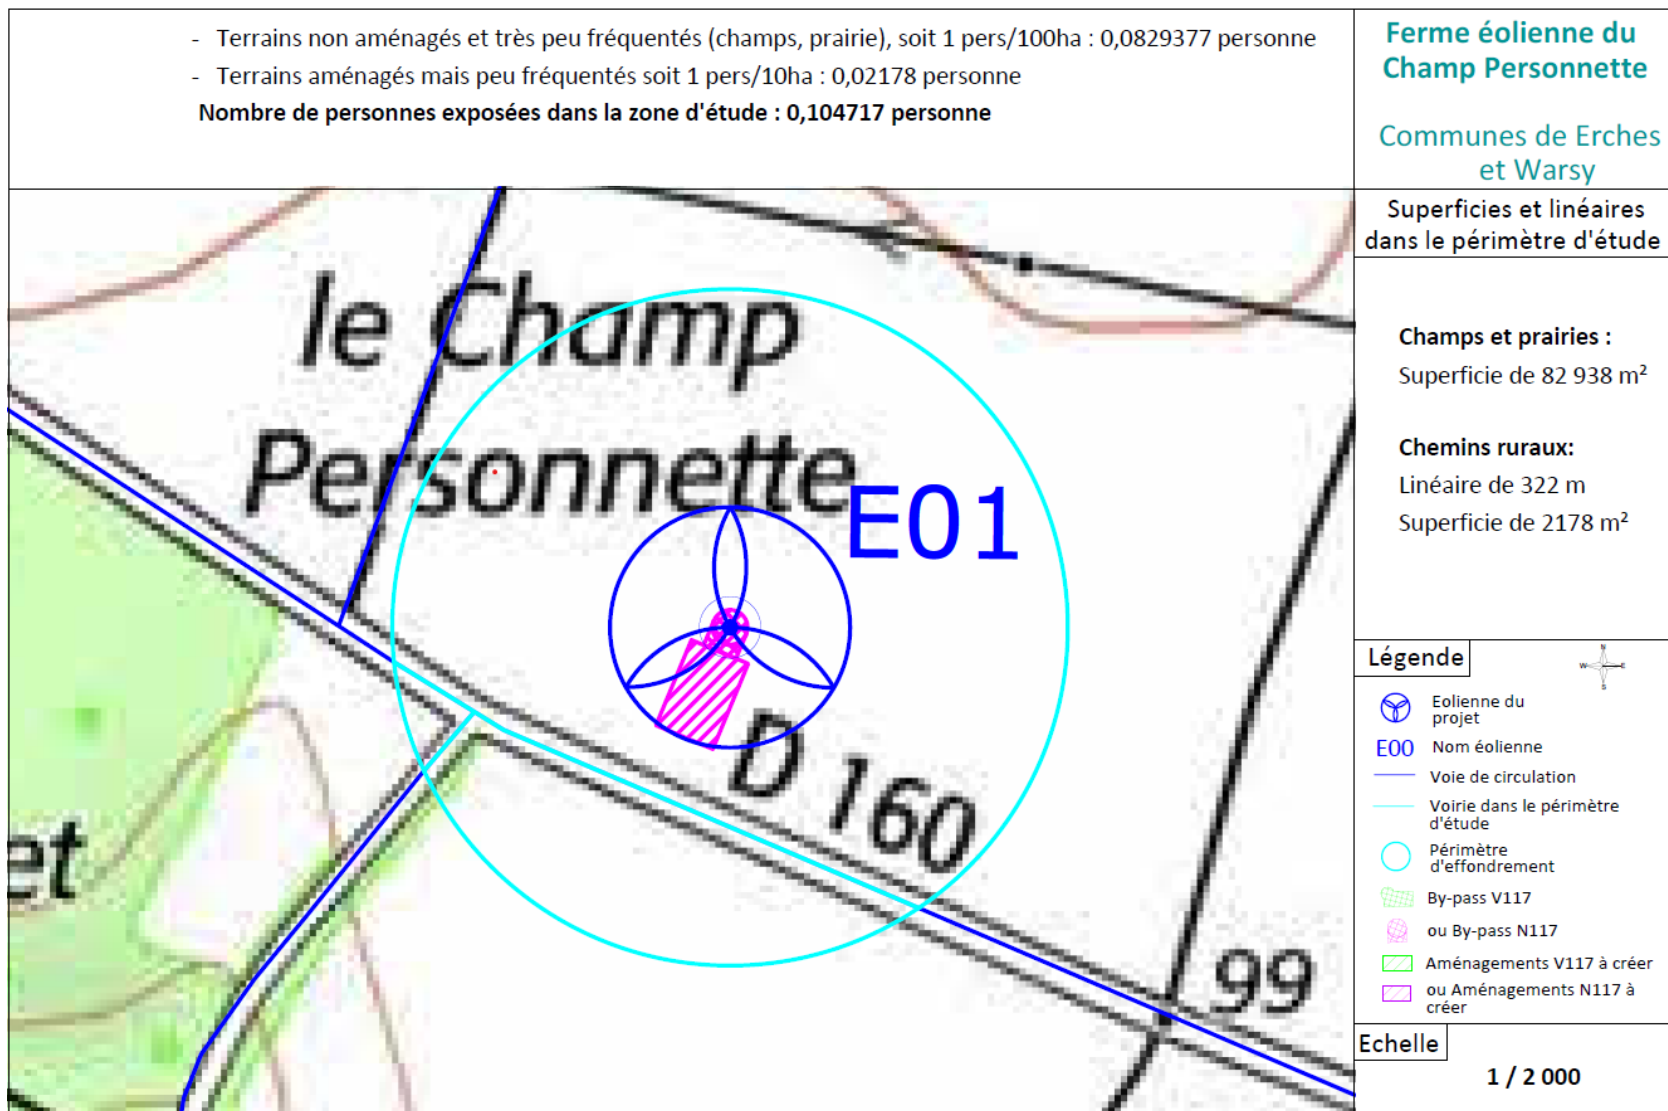 - Terrains non aménagés et très peu fréquentés (champs, prairie), soit 1 pers/100ha : 0,0829377 personne
- Terrains aménagés mais peu fréquentés soit 1 pers/10ha : 0,02178 personne
Nombre de personnes exposées dans la zone d'étude : 0,104717 personne
Ferme éolienne du
Champ Personnette
Communes de Erches
et Warsy
Superficies et linéaires
dans le périmètre d'étude
Champs et prairies :
Superficie de 82 938 m²
Chemins ruraux:
Linéaire de 322 m
Superficie de 2178 m²
le Champ
Personnette
E01
D 160
et
99
Légende
N
W
E
S
Eolienne du
projet
E00
Nom éolienne
Voie de circulation
Voirie dans le périmètre
d'étude
Périmètre
d'effondrement
By-pass V117
ou By-pass N117
Aménagements V117 à créer
ou Aménagements N117 à
créer
Echelle
1 / 2 000